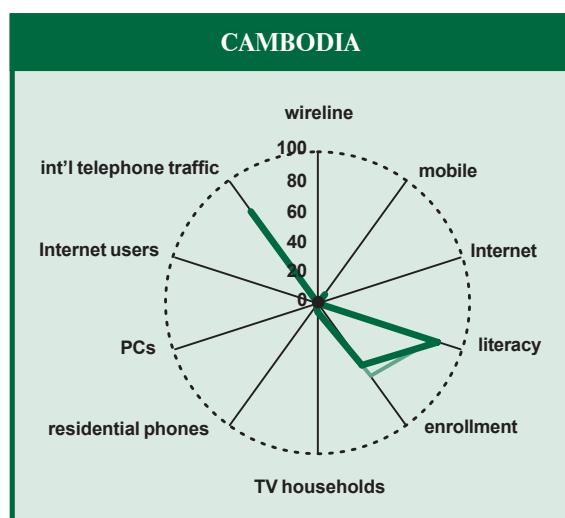 CAMBODIA
wireline
100
mobile
int'l telephone traffic
80
60
Internet users
Internet
40
20
0
PCs
literacy
residential phones
enrollment
TV households